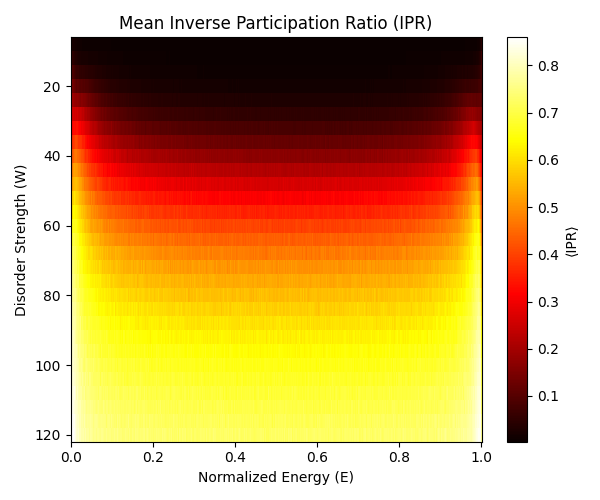 Mean Inverse Participation Ratio (IPR)
Disorder Strength (W)
20
40
60
80
100
120
0.0 0.2 0.4 0.6 0.8 1.0
Normalized Energy (E)
0.8
0.7
0.6
0.5
0.4
0.3
0.2
0.1
⟨IPR⟩